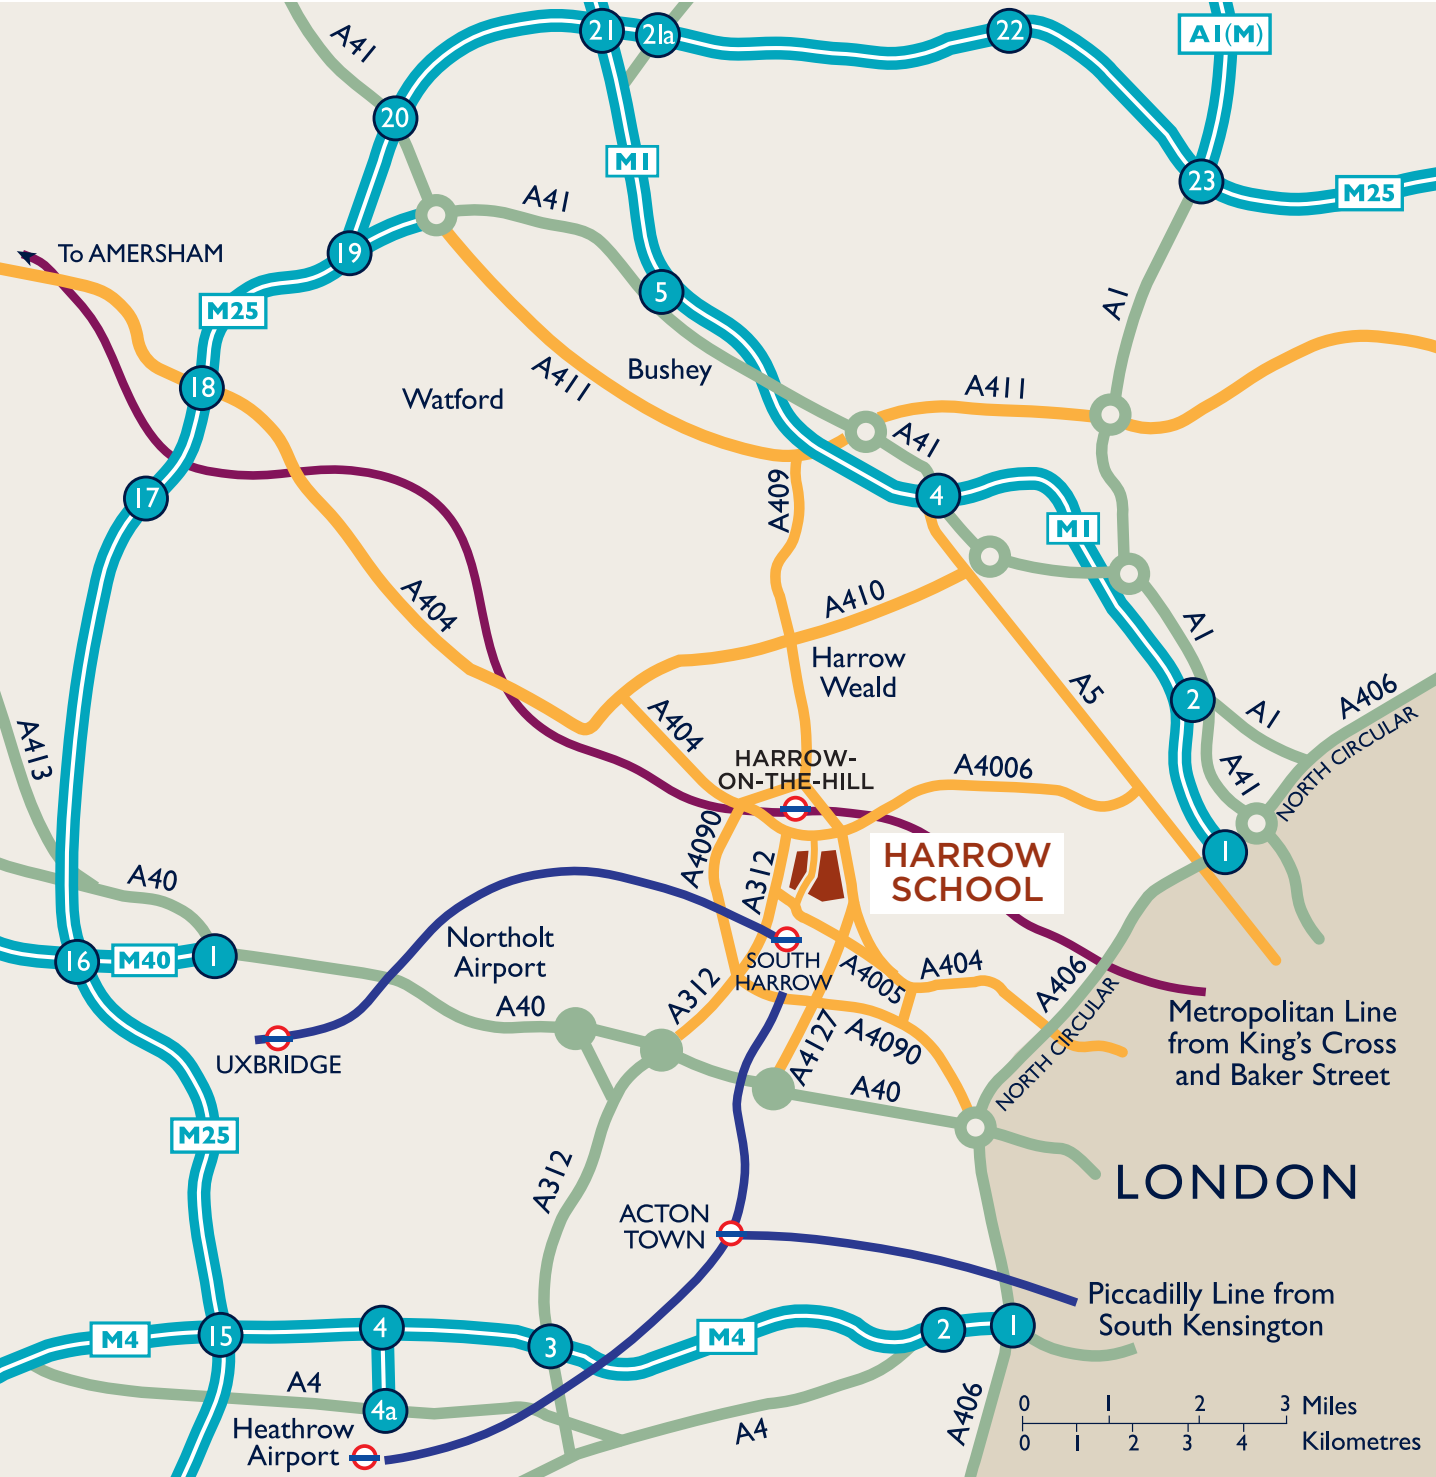 A41
21
21a
22
A1(M)
20
M1
23
M25
A41
19
To AMERSHAM
5
A1
M25
18
Bushey
A411
Watford
A411
A41
17
4
A409
M1
A404
A410
A1
Harrow
Weald
A5
2
A1
A406
NORTH CIRCULAR
A413
A404
HARROW-
ON-THE-HILL
A4006
A41
A4090
A312
HARROW
SCHOOL
1
A40
Northolt
Airport
16
M40
1
SOUTH
HARROW
A4005
A404
A406
NORTH CIRCULAR
A312
A40
A4127
A4090
Metropolitan Line
from King's Cross
and Baker Street
UXBRIDGE
A40
M25
A312
LONDON
ACTON
TOWN
Piccadilly Line from
South Kensington
M4
15
4
3
M4
2
1
A4
4a
A406
Heathrow
Airport
A4
0 1 2 3 Miles
0 1 2 3 4 Kilometres